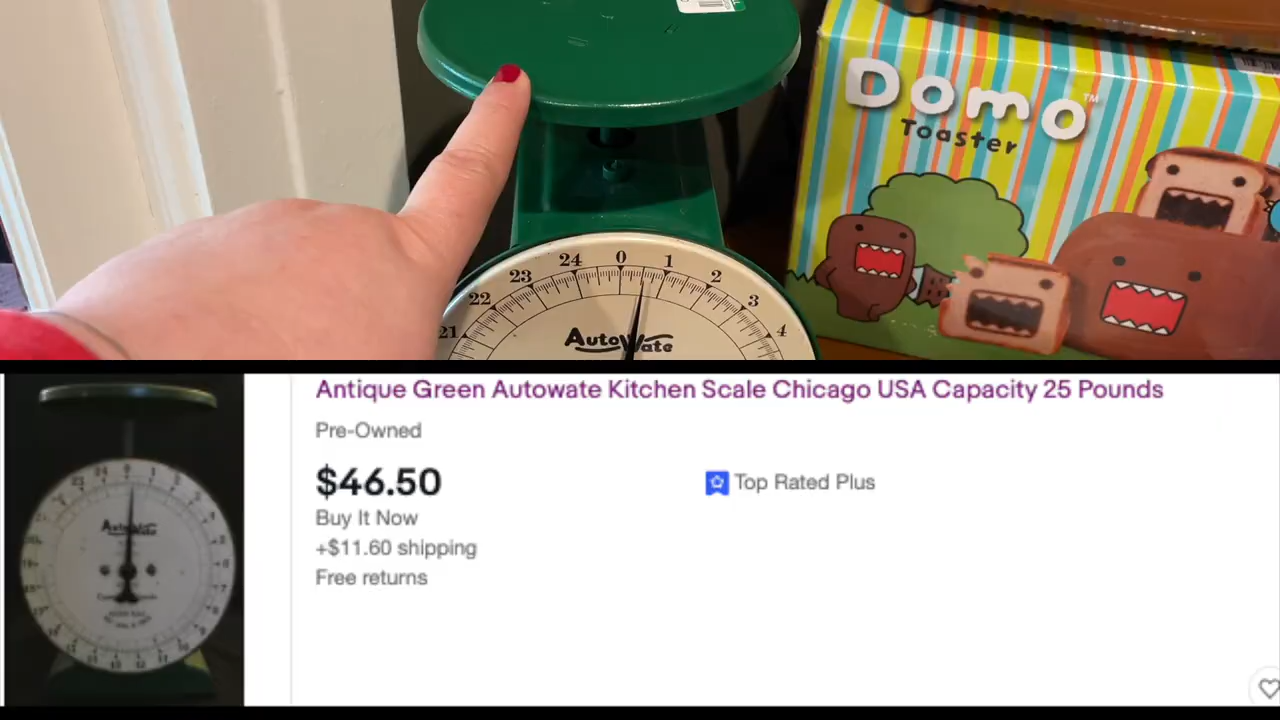 Domo™
Toaster
21 22 23 24 0 1 2 3 4
AutoWate
Antique Green Autowate Kitchen Scale Chicago USA Capacity 25 Pounds
Pre-Owned
$46.50
Top Rated Plus
Buy It Now
+$11.60 shipping
Free returns